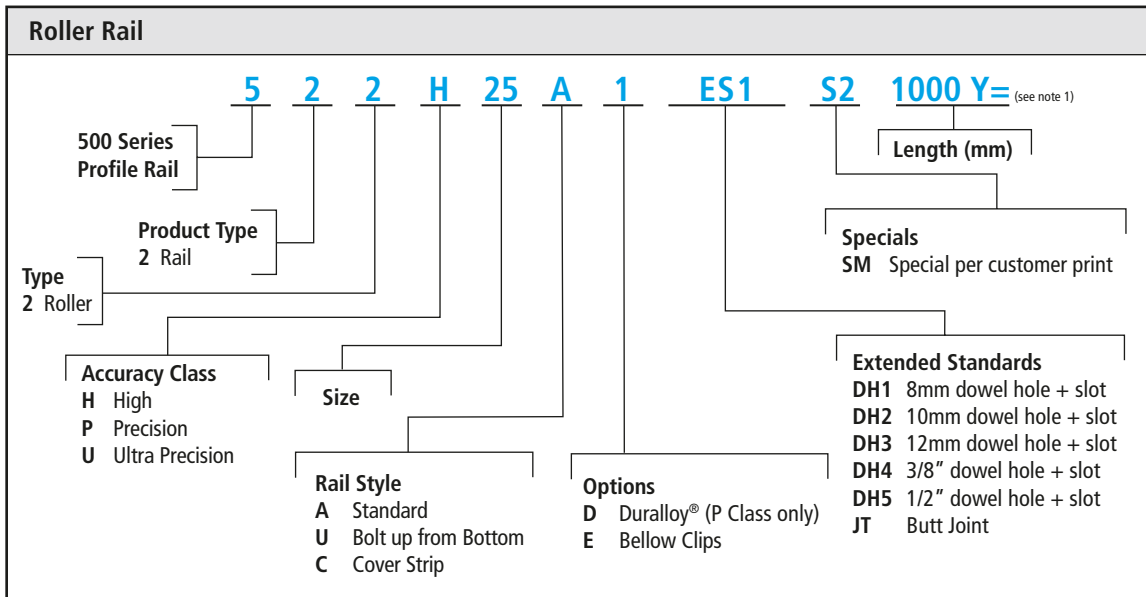 Roller Rail
5 2 2 H 25 A 1 ES1 S2 1000 Y= (see note 1)
500 Series
Profile Rail
Length (mm)
Product Type
2 Rail
Specials
SM Special per customer print
Type
2 Roller
Accuracy Class
H High
P Precision
U Ultra Precision
Size
Extended Standards
DH1 8mm dowel hole + slot
DH2 10mm dowel hole + slot
DH3 12mm dowel hole + slot
DH4 3/8” dowel hole + slot
DH5 1/2” dowel hole + slot
JT Butt Joint
Rail Style
A Standard
U Bolt up from Bottom
C Cover Strip
Options
D Duralloy® (P Class only)
E Bellow Clips